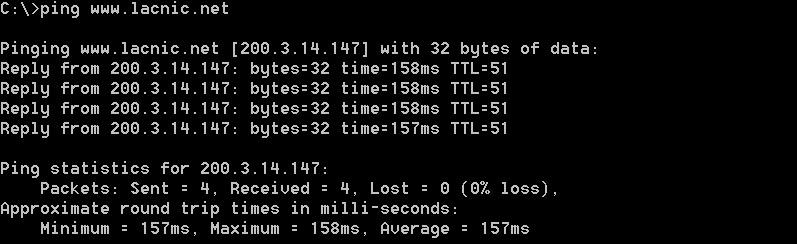 C:\>ping www.lacnic.net
Pinging www.lacnic.net [200.3.14.147] with 32 bytes of data:
Reply from 200.3.14.147: bytes=32 time=158ms TTL=51
Reply from 200.3.14.147: bytes=32 time=158ms TTL=51
Reply from 200.3.14.147: bytes=32 time=158ms TTL=51
Reply from 200.3.14.147: bytes=32 time=157ms TTL=51
Ping statistics for 200.3.14.147:
Packets: Sent = 4, Received = 4, Lost = 0 (0% loss),
Approximate round trip times in milli-seconds:
Minimum = 157ms, Maximum = 158ms, Average = 157ms